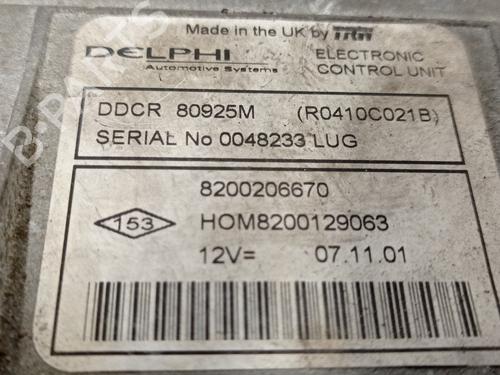 Made in the UK by TRW
DELPHI
Automotive Systems
ELECTRONIC
CONTROL UNIT
DDCR 80925M (R0410C021B)
SERIAL No 0048233 LUG
8200206670
153 HOM8200129063
12V= 07.11.01